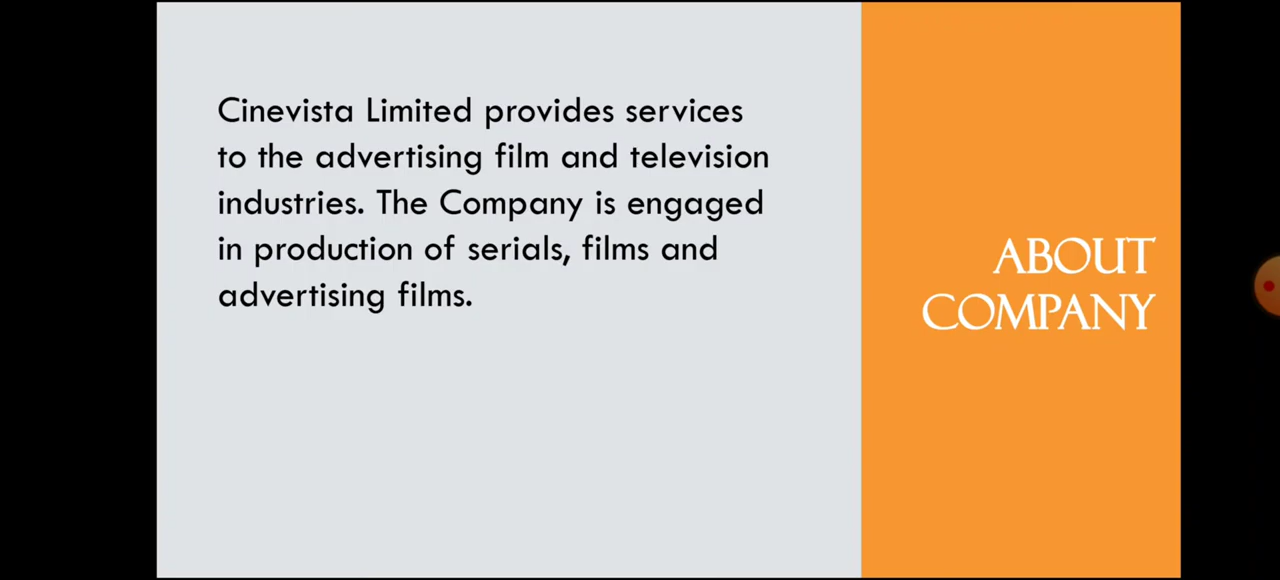 Cinevista Limited provides services
to the advertising film and television
industries. The Company is engaged
in production of serials, films and
advertising films.
ABOUT
COMPANY